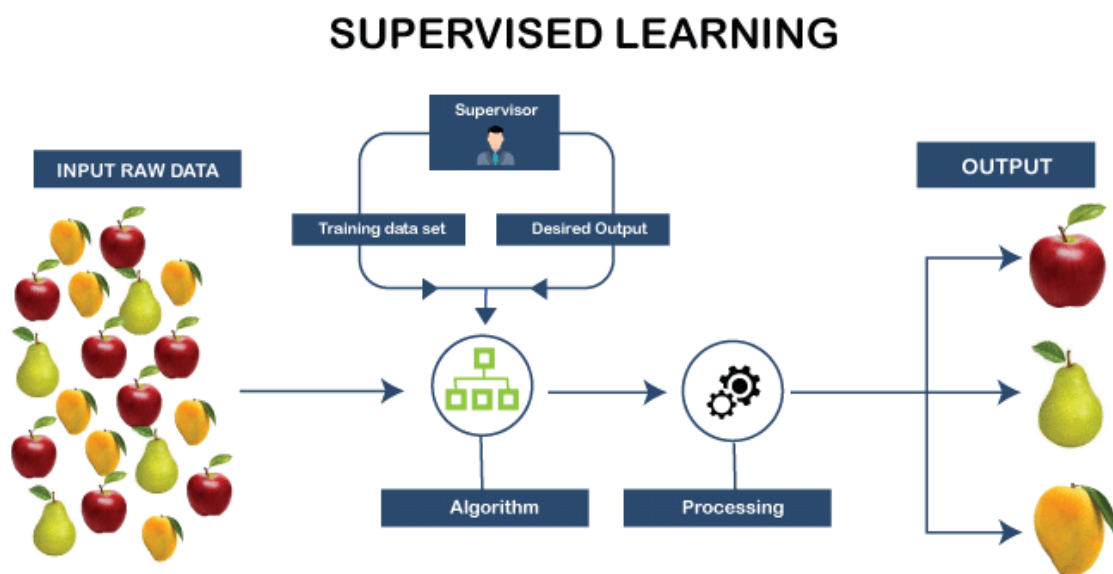 SUPERVISED LEARNING
Supervisor
INPUT RAW DATA
OUTPUT
Training data set
Desired Output
Algorithm
Processing